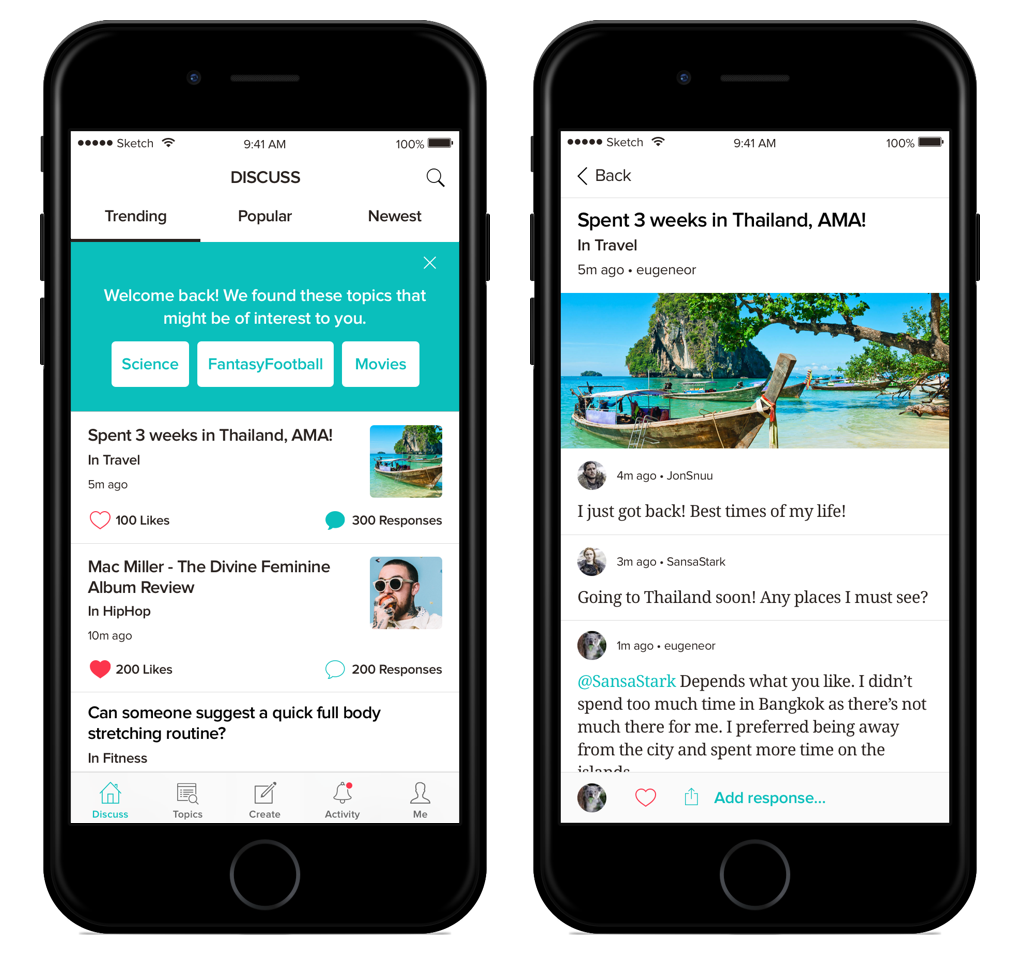 Sketch 9:41 AM 100%
DISCUSS
Trending Popular Newest
Welcome back! We found these topics that
might be of interest to you.
Science FantasyFootball Movies
Spent 3 weeks in Thailand, AMA!
In Travel
5m ago
100 Likes 300 Responses
Mac Miller - The Divine Feminine
Album Review
In HipHop
10m ago
200 Likes 200 Responses
Can someone suggest a quick full body
stretching routine?
In Fitness
Discuss Topics Create Activity Me
Sketch 9:41 AM 100%
Back
Spent 3 weeks in Thailand, AMA!
In Travel
5m ago • eugeneor
4m ago • JonSnuu
I just got back! Best times of my life!
3m ago • SansaStark
Going to Thailand soon! Any places I must see?
1m ago • eugeneor
@SansaStark Depends what you like. I didn’t
spend too much time in Bangkok as there’s not
much there for me. I preferred being away
from the city and spent more time on the
islands
Add response...